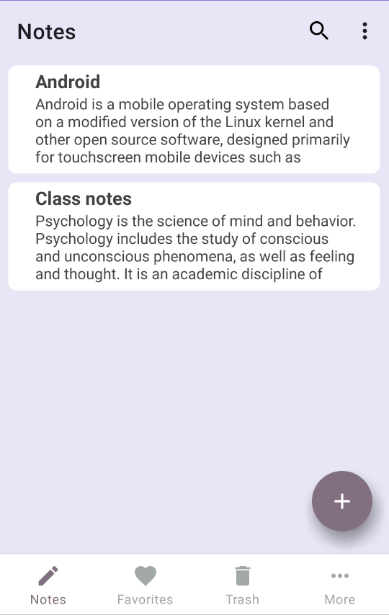 Notes
Android
Android is a mobile operating system based
on a modified version of the Linux kernel and
other open source software, designed primarily
for touchscreen mobile devices such as
Class notes
Psychology is the science of mind and behavior.
Psychology includes the study of conscious
and unconscious phenomena, as well as feeling
and thought. It is an academic discipline of
Notes
Favorites
Trash
More